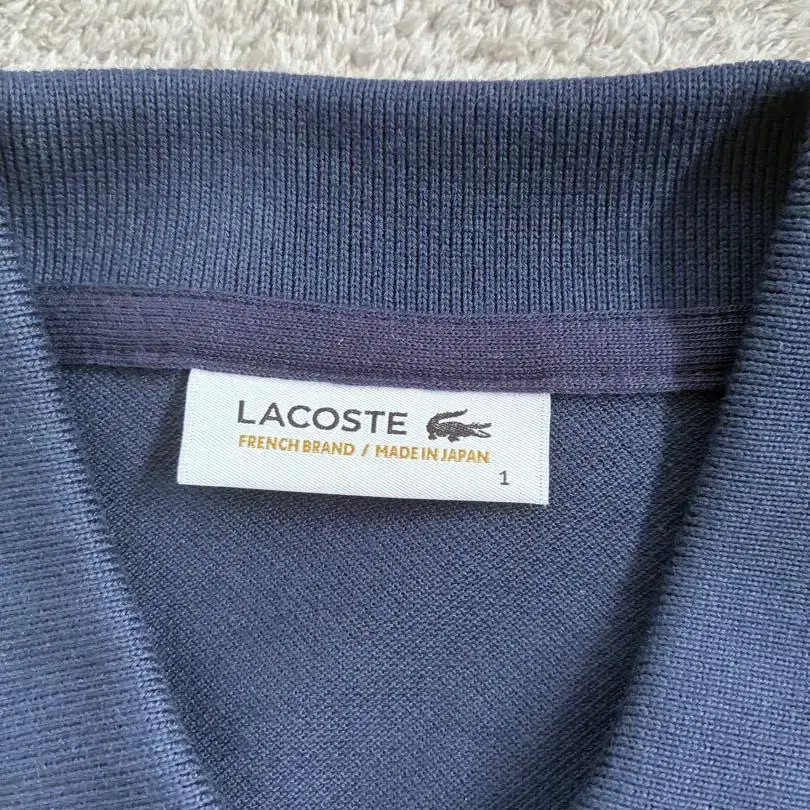 LACOSTE
FRENCH BRAND / MADE IN JAPAN
1